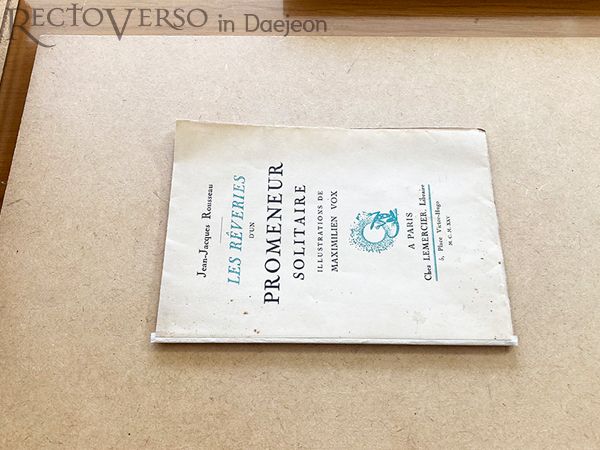 RECTOVERSO in Daejeon
Jean-Jacques Rousseau
LES RÊVERIES
D'UN
PROMENEUR
SOLITAIRE
ILLUSTRATIONS DE
MAXIMILIEN VOX
A PARIS
Chez LEMERCIER, Libraire
5, Place Victor-Hugo
M. C. M. XXV